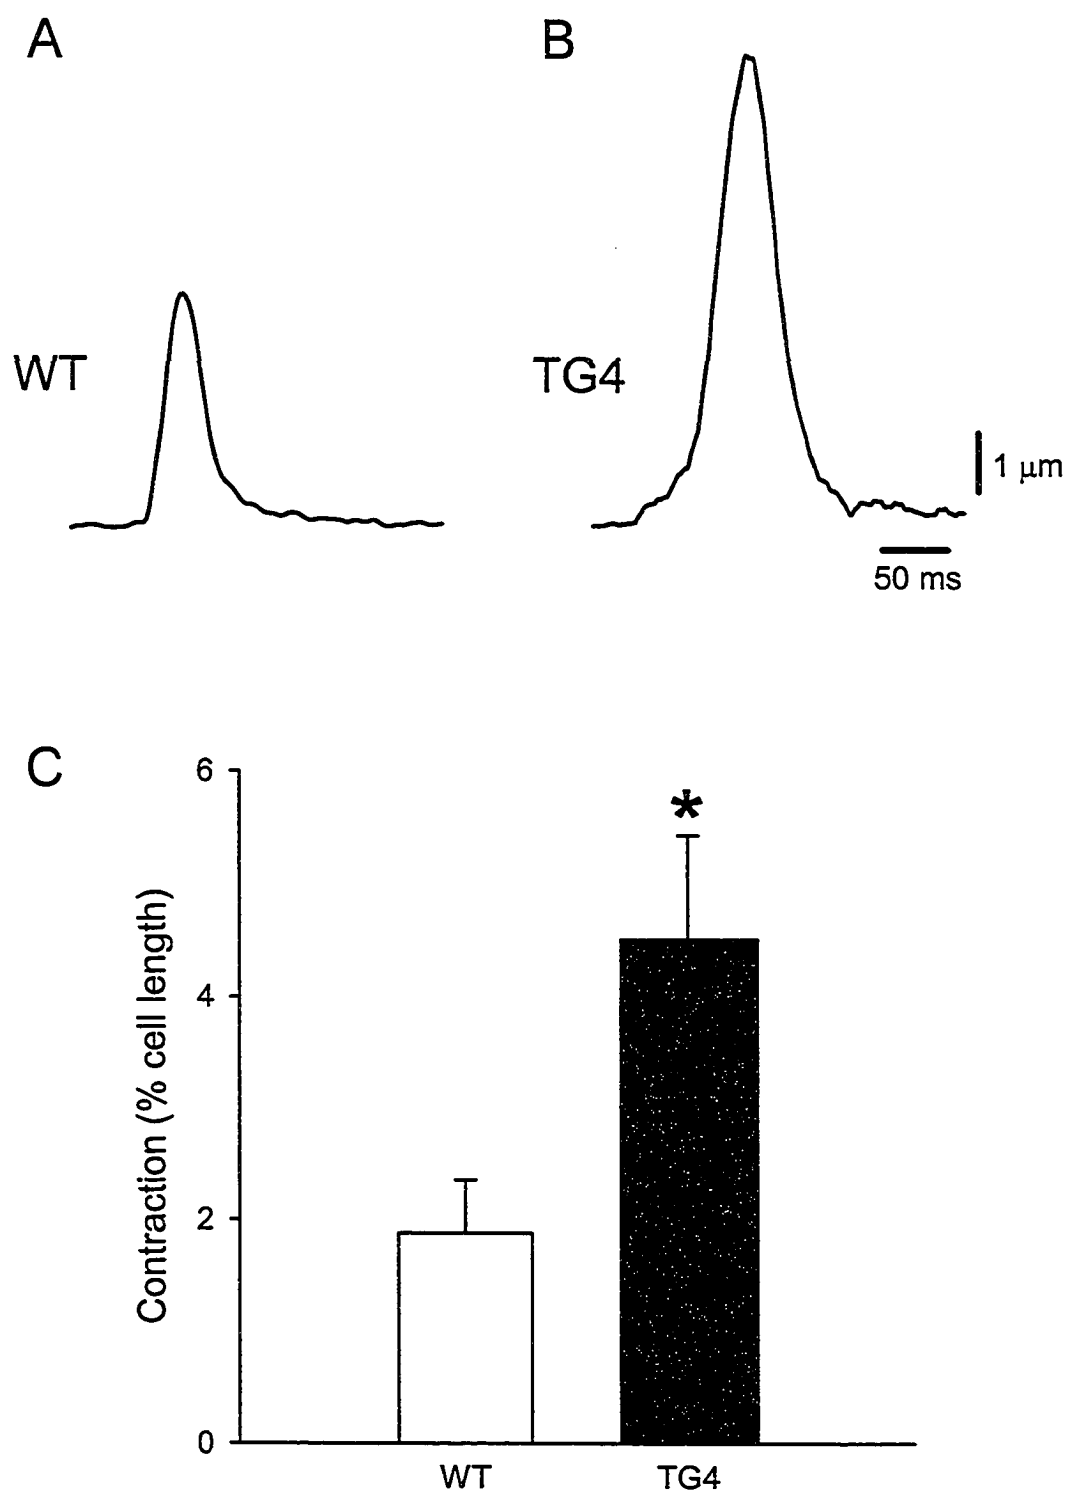 A
B
WT
TG4
1 μm
50 ms
C
Contraction (% cell length)
6
4
2
0
*
WT
TG4